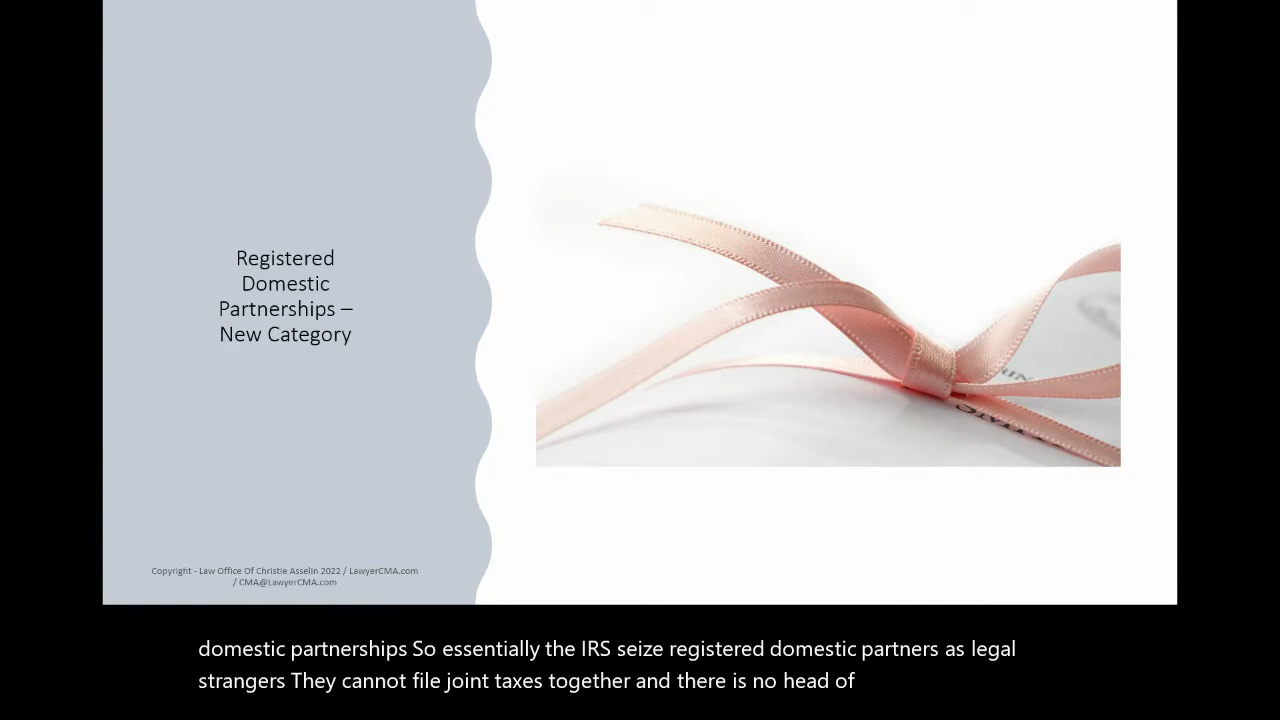 Registered
Domestic
Partnerships –
New Category
Copyright - Law Office Of Christie Asselin 2022 / LawyerCMA.com
/ CMA@LawyerCMA.com
domestic partnerships So essentially the IRS seize registered domestic partners as legal
strangers They cannot file joint taxes together and there is no head of